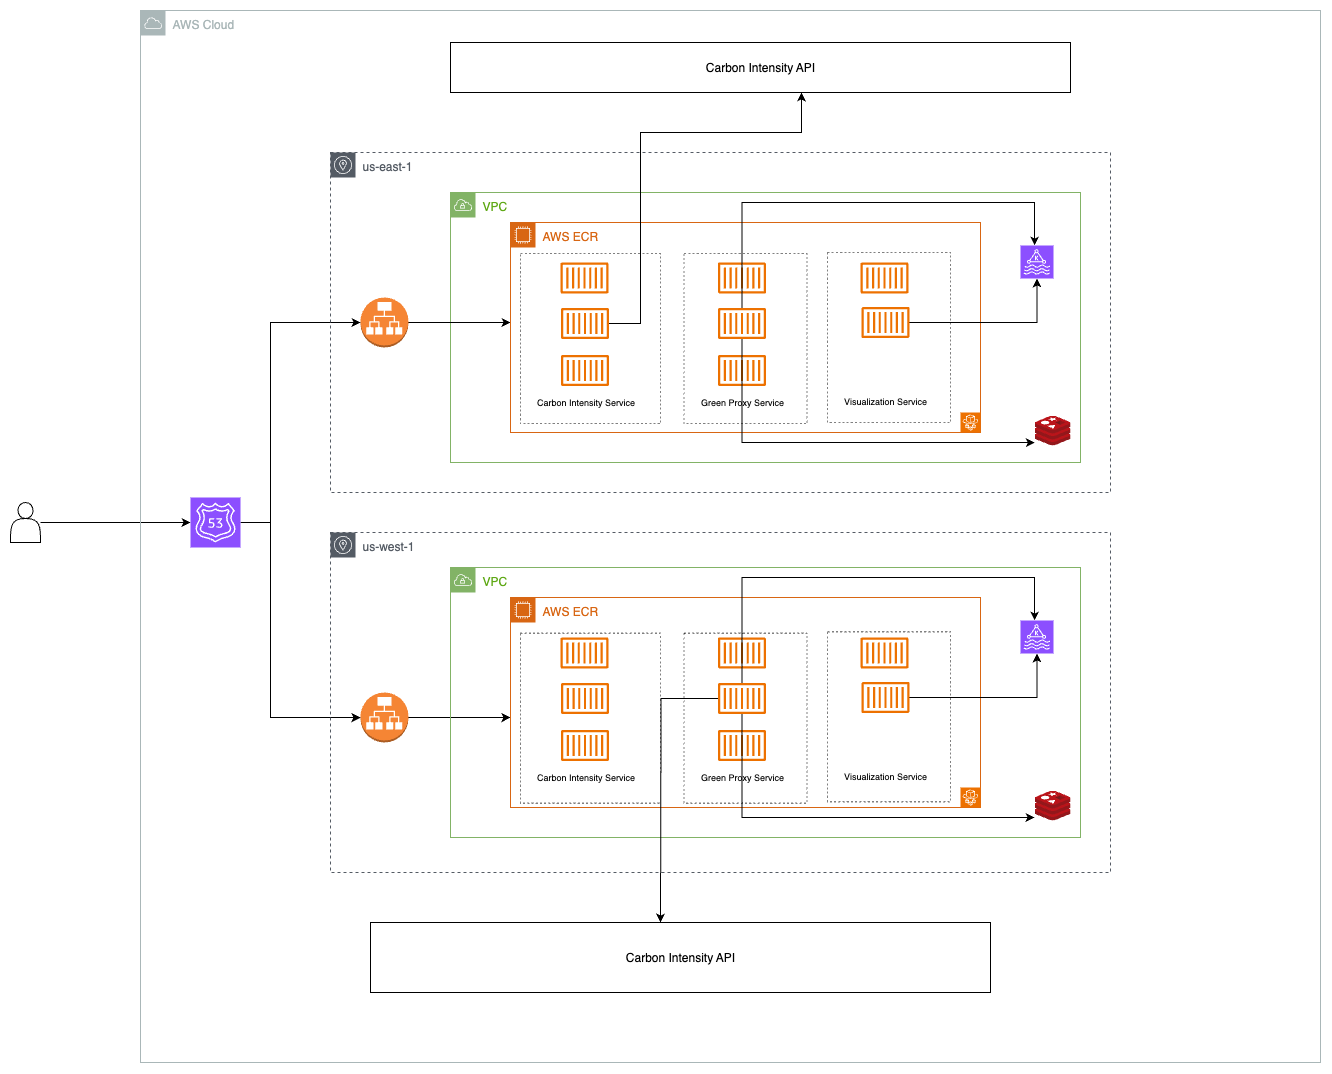 AWS Cloud
Carbon Intensity API
us-east-1
VPC
AWS ECR
Carbon Intensity Service
Green Proxy Service
Visualization Service
53
us-west-1
VPC
AWS ECR
Carbon Intensity Service
Green Proxy Service
Visualization Service
Carbon Intensity API